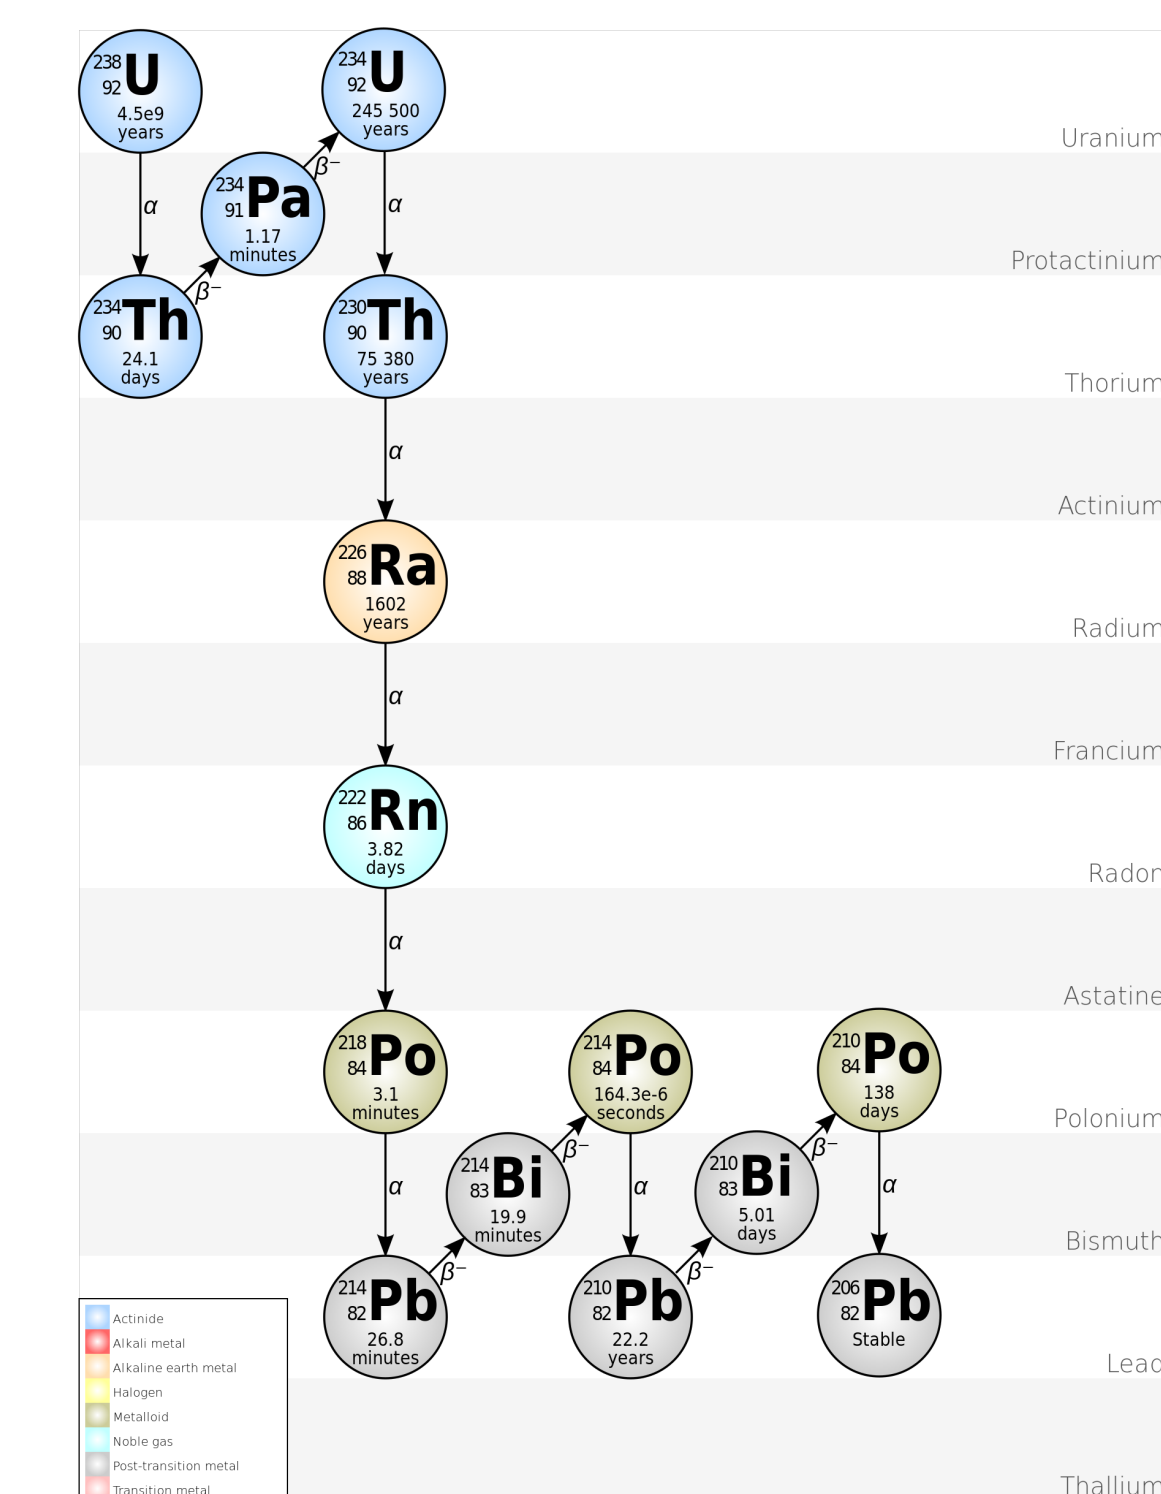 238
92 U
4.5e9
years
234
92 U
245 500
years
Uranium
β⁻
α
α
234
91 Pa
1.17
minutes
Protactinium
β⁻
234
90 Th
24.1
days
230
90 Th
75 380
years
Thorium
α
Actinium
226
88 Ra
1602
years
Radium
α
Francium
222
86 Rn
3.82
days
Radon
α
Astatine
218
84 Po
3.1
minutes
214
84 Po
164.3e-6
seconds
210
84 Po
138
days
Polonium
β⁻
β⁻
α
α
α
214
83 Bi
19.9
minutes
210
83 Bi
5.01
days
Bismuth
β⁻
β⁻
214
82 Pb
26.8
minutes
210
82 Pb
22.2
years
206
82 Pb
Stable
Lead
Actinide
Alkali metal
Alkaline earth metal
Halogen
Metalloid
Noble gas
Post-transition metal
Transition metal
Thallium